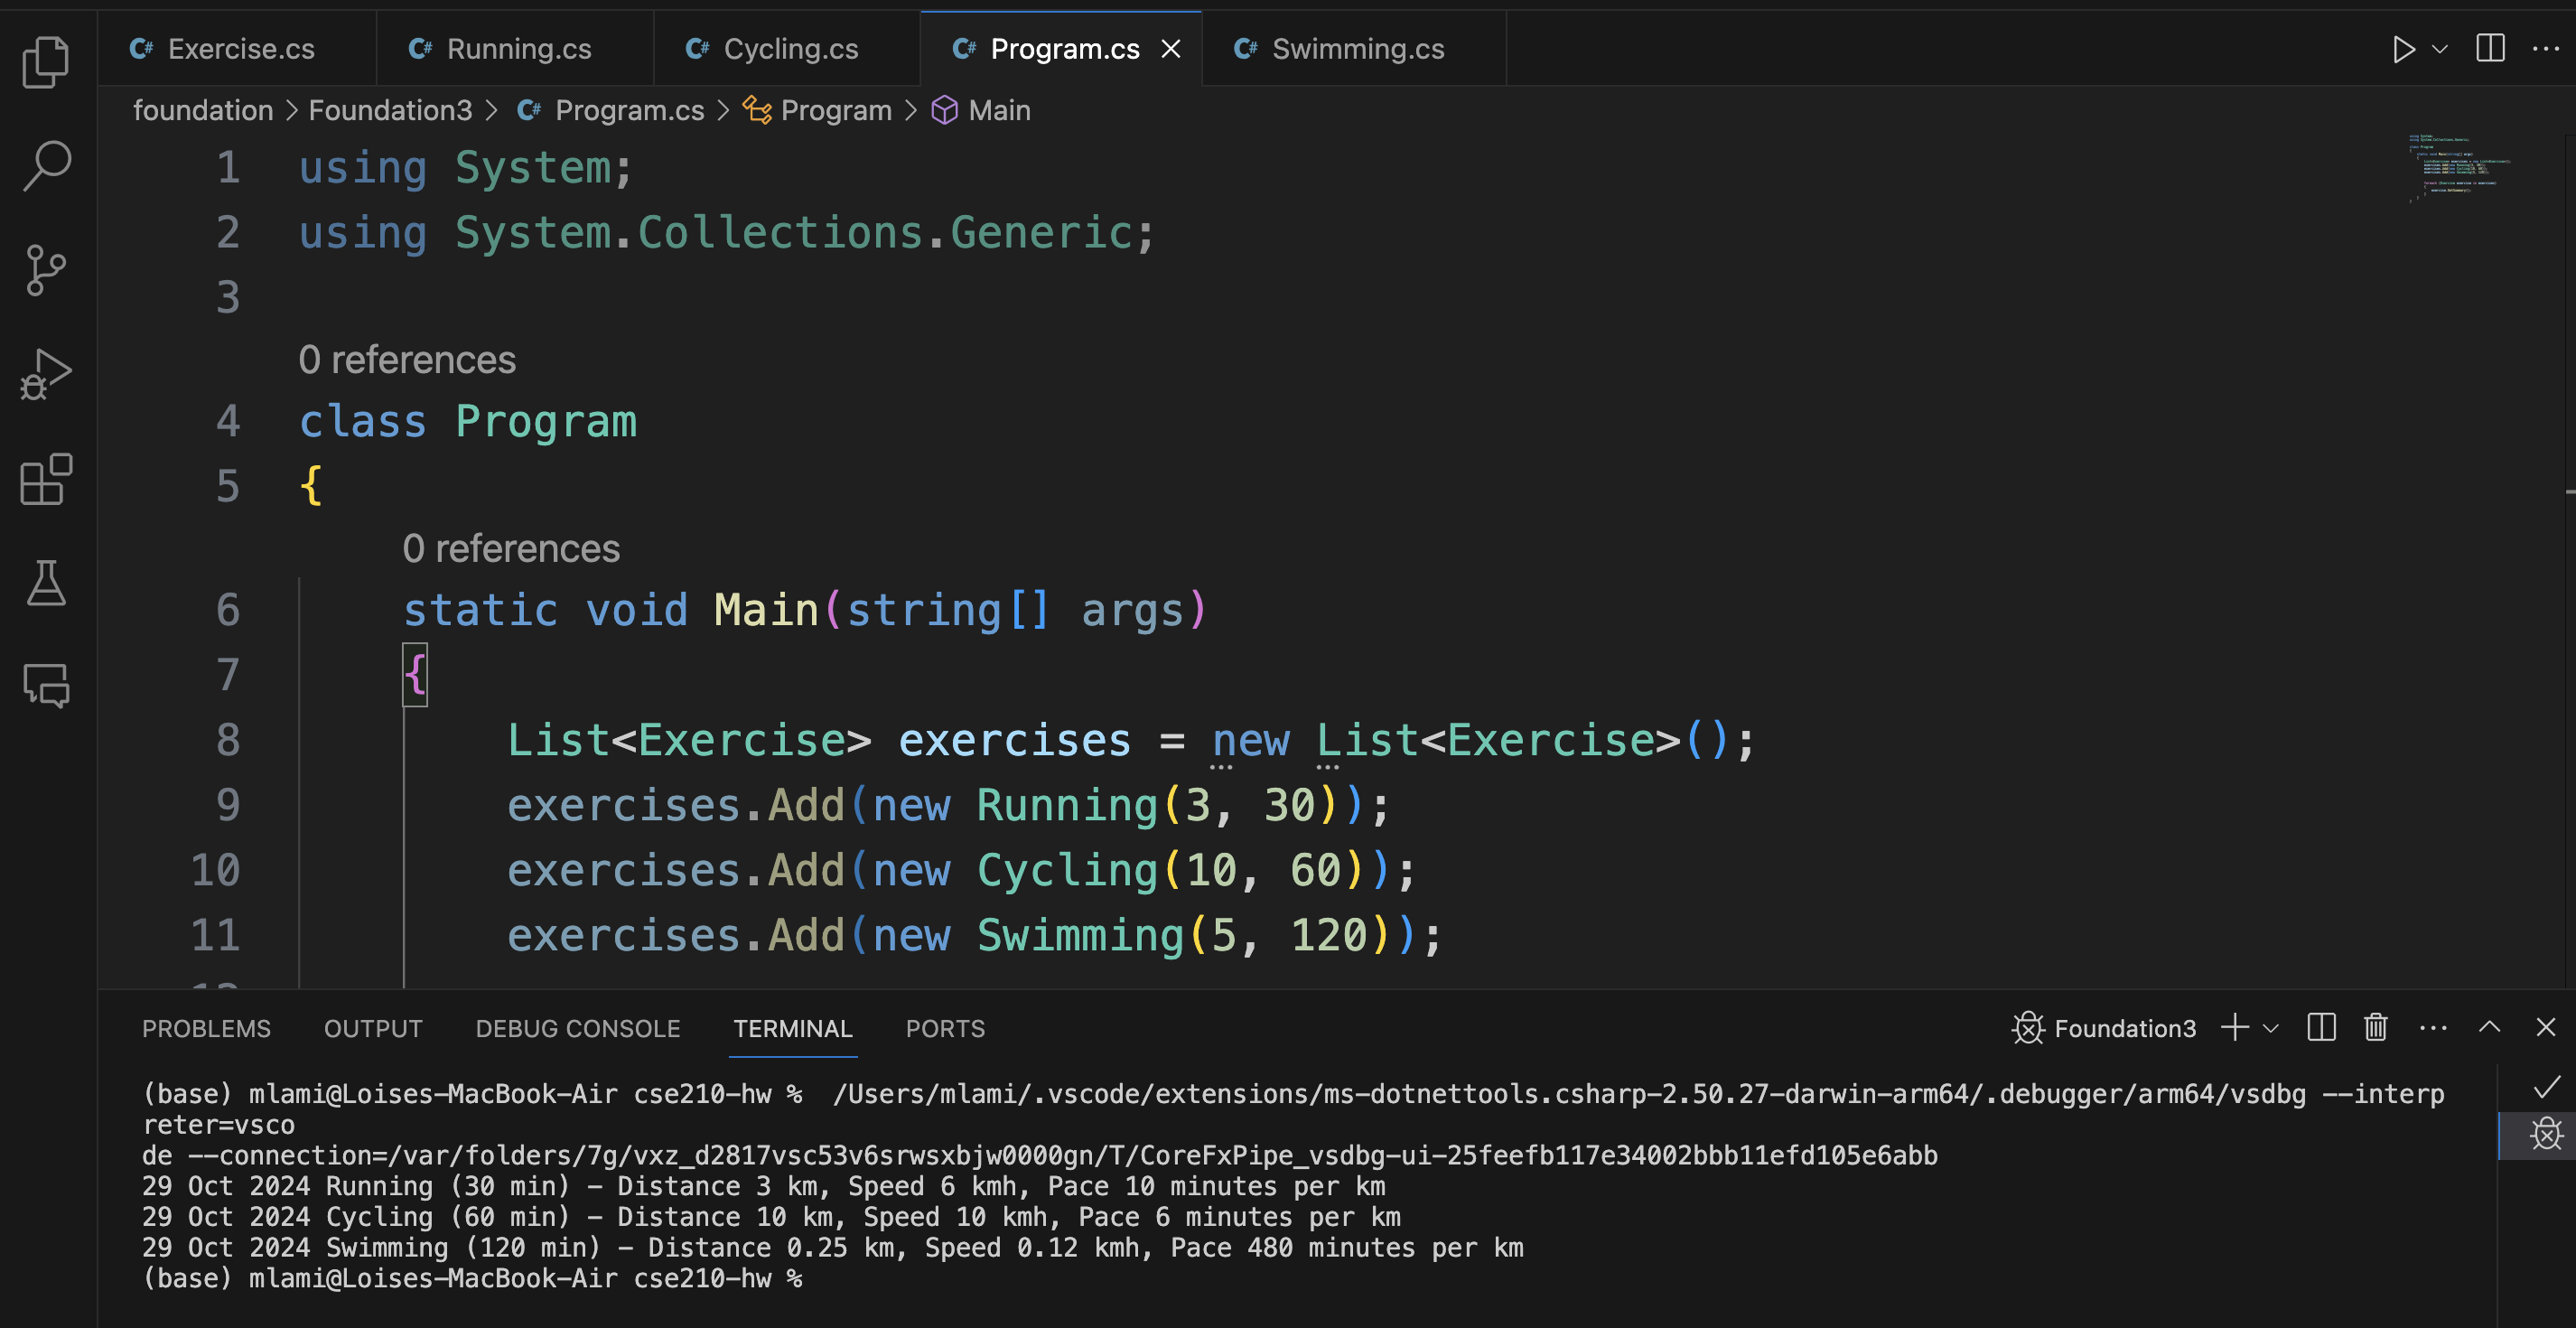 Exercise.cs Running.cs Cycling.cs Program.cs Swimming.cs
foundation > Foundation3 > Program.cs > Program > Main
1 using System;
2 using System.Collections.Generic;
3
0 references
4 class Program
5 {
0 references
6 static void Main(string[] args)
7 {
8 List<Exercise> exercises = new List<Exercise>();
9 exercises.Add(new Running(3, 30));
10 exercises.Add(new Cycling(10, 60));
11 exercises.Add(new Swimming(5, 120));
PROBLEMS OUTPUT DEBUG CONSOLE TERMINAL PORTS Foundation3
(base) mlami@Loises-MacBook-Air cse210-hw % /Users/mlami/.vscode/extensions/ms-dotnettools.csharp-2.50.27-darwin-arm64/.debugger/arm64/vsdbg --interp
reter=vsco
de --connection=/var/folders/7g/vxz_d2817vsc53v6srwsxbjw0000gn/T/CoreFxPipe_vsdbg-ui-25feefb117e34002bbb11efd105e6abb
29 Oct 2024 Running (30 min) - Distance 3 km, Speed 6 kmh, Pace 10 minutes per km
29 Oct 2024 Cycling (60 min) - Distance 10 km, Speed 10 kmh, Pace 6 minutes per km
29 Oct 2024 Swimming (120 min) - Distance 0.25 km, Speed 0.12 kmh, Pace 480 minutes per km
(base) mlami@Loises-MacBook-Air cse210-hw %